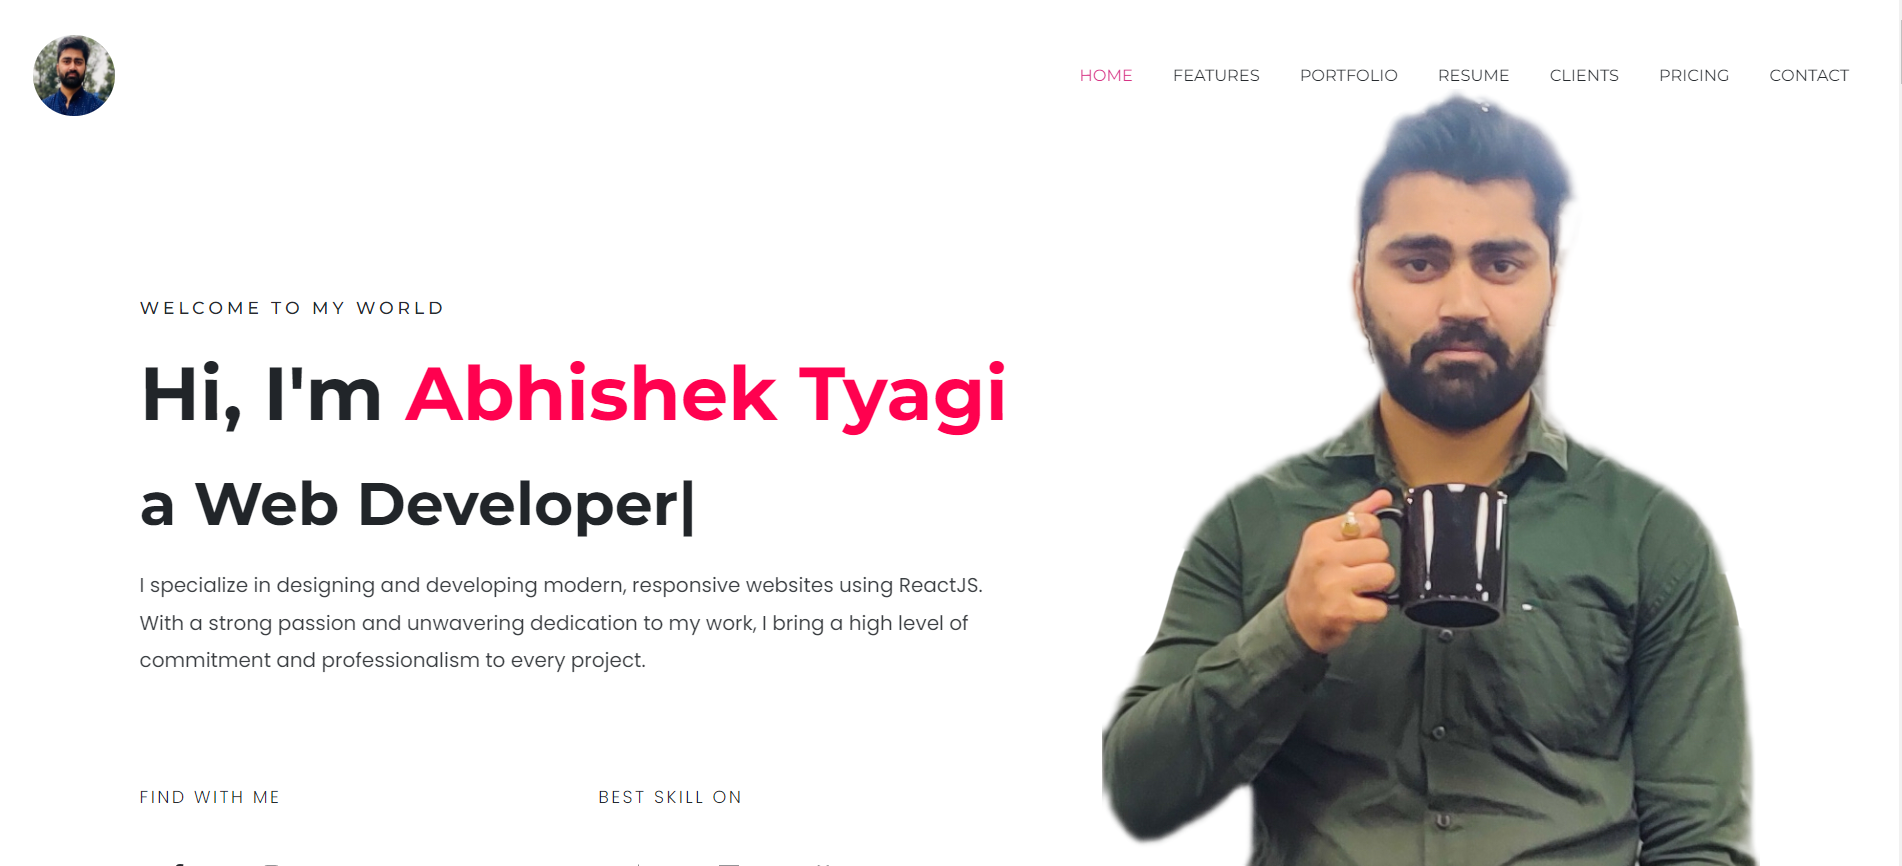 HOME FEATURES PORTFOLIO RESUME CLIENTS PRICING CONTACT
WELCOME TO MY WORLD
Hi, I'm Abhishek Tyagi
a Web Developer|
I specialize in designing and developing modern, responsive websites using ReactJS.
With a strong passion and unwavering dedication to my work, I bring a high level of
commitment and professionalism to every project.
FIND WITH ME
BEST SKILL ON